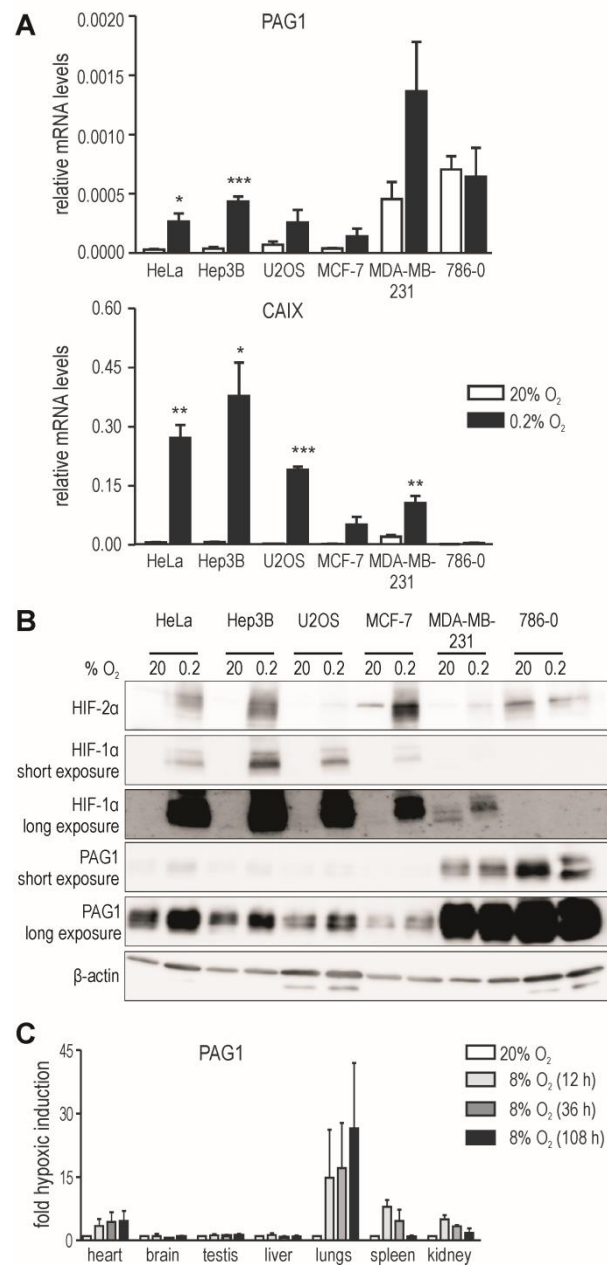 A
PAG1
relative mRNA levels
0.0020
0.0015
0.0010
0.0005
0.0000
* ***
HeLa Hep3B U2OS MCF-7 MDA-MB-231 786-0
CAIX
relative mRNA levels
0.60
0.45
0.30
0.15
0.00
** * *** **
20% O₂
0.2% O₂
HeLa Hep3B U2OS MCF-7 MDA-MB-231 786-0
B
HeLa Hep3B U2OS MCF-7 MDA-MB-231 786-0
% O₂ 20 0.2 20 0.2 20 0.2 20 0.2 20 0.2 20 0.2
HIF-2α
HIF-1α
short exposure
HIF-1α
long exposure
PAG1
short exposure
PAG1
long exposure
β-actin
C
PAG1
fold hypoxic induction
45
30
15
0
20% O₂
8% O₂ (12 h)
8% O₂ (36 h)
8% O₂ (108 h)
heart brain testis liver lungs spleen kidney